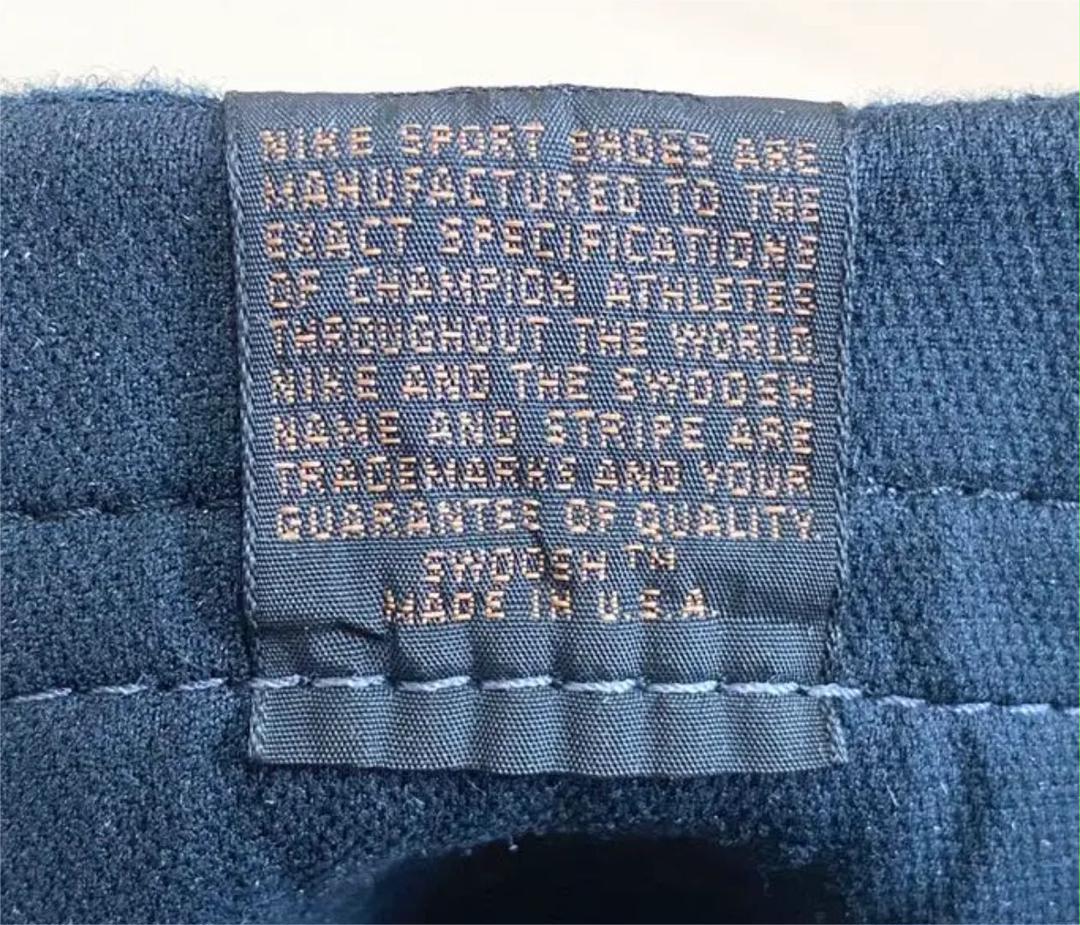 NIKE SPORT SHOES ARE
MANUFACTURED TO THE
EXACT SPECIFICATIONS
OF CHAMPION ATHLETES
THROUGHOUT THE WORLD
NIKE AND THE SWOOSH
NAME AND STRIPE ARE
TRADEMARKS AND YOUR
GUARANTEE OF QUALITY.
SWOOSH ™
MADE IN U.S.A.